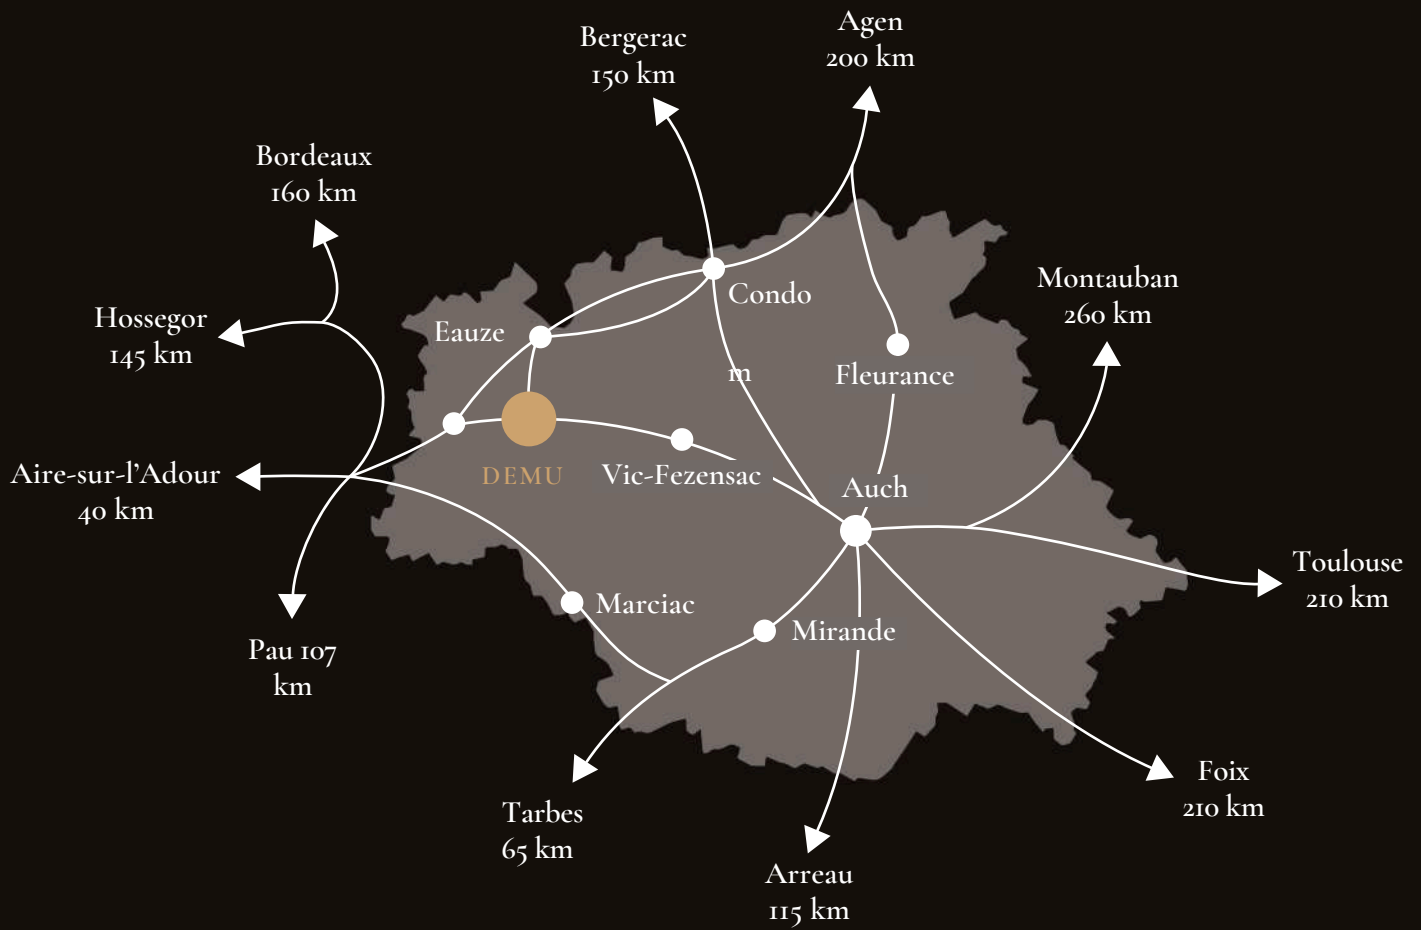 Agen
200 km
Bergerac
150 km
Bordeaux
160 km
Montauban
260 km
Condo
m
Hossegor
145 km
Eauze
Fleurance
Aire-sur-l'Adour
40 km
DEMU
Vic-Fezensac
Auch
Toulouse
210 km
Marciac
Mirande
Pau 107
km
Foix
210 km
Tarbes
65 km
Arreau
115 km